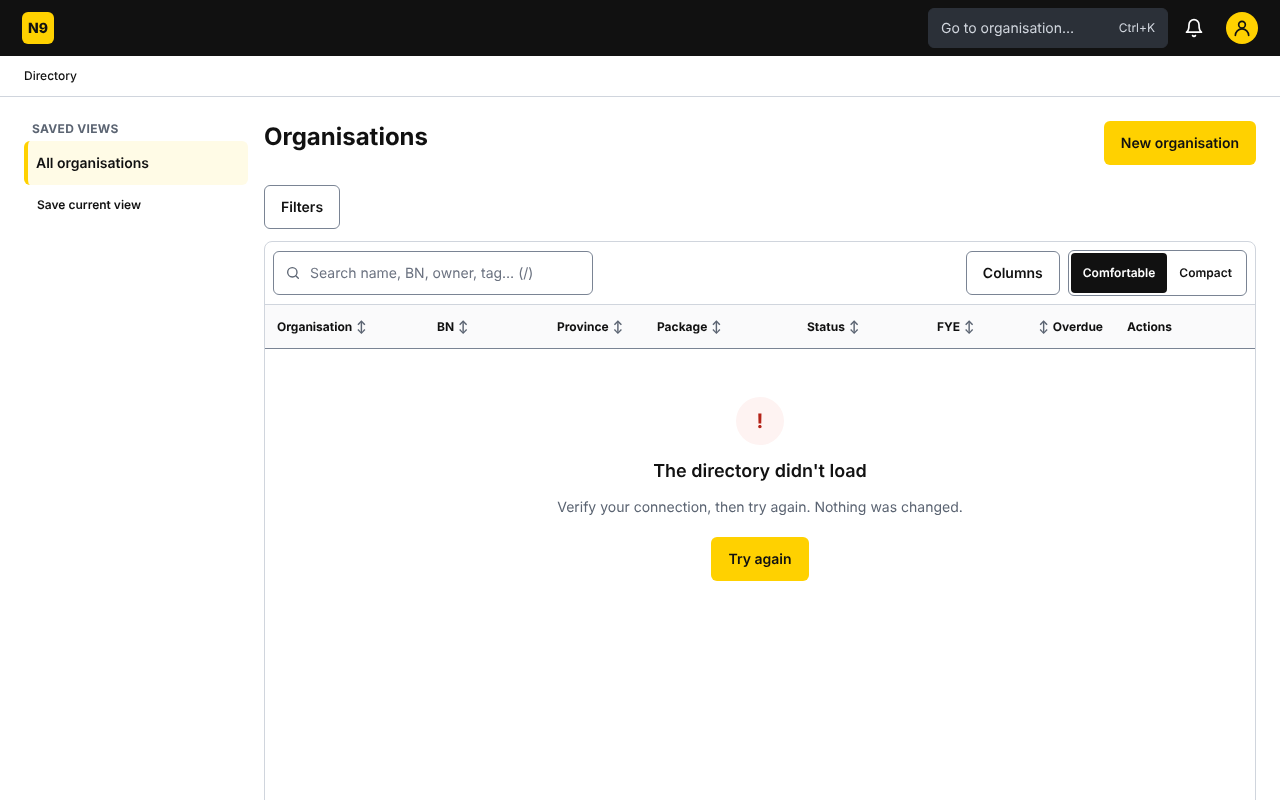 N9
Go to organisation... Ctrl+K
Directory
SAVED VIEWS
All organisations
Save current view
Organisations
New organisation
Filters
Search name, BN, owner, tag... (/)
Columns
Comfortable
Compact
Organisation
BN
Province
Package
Status
FYE
Overdue
Actions
!
The directory didn't load
Verify your connection, then try again. Nothing was changed.
Try again